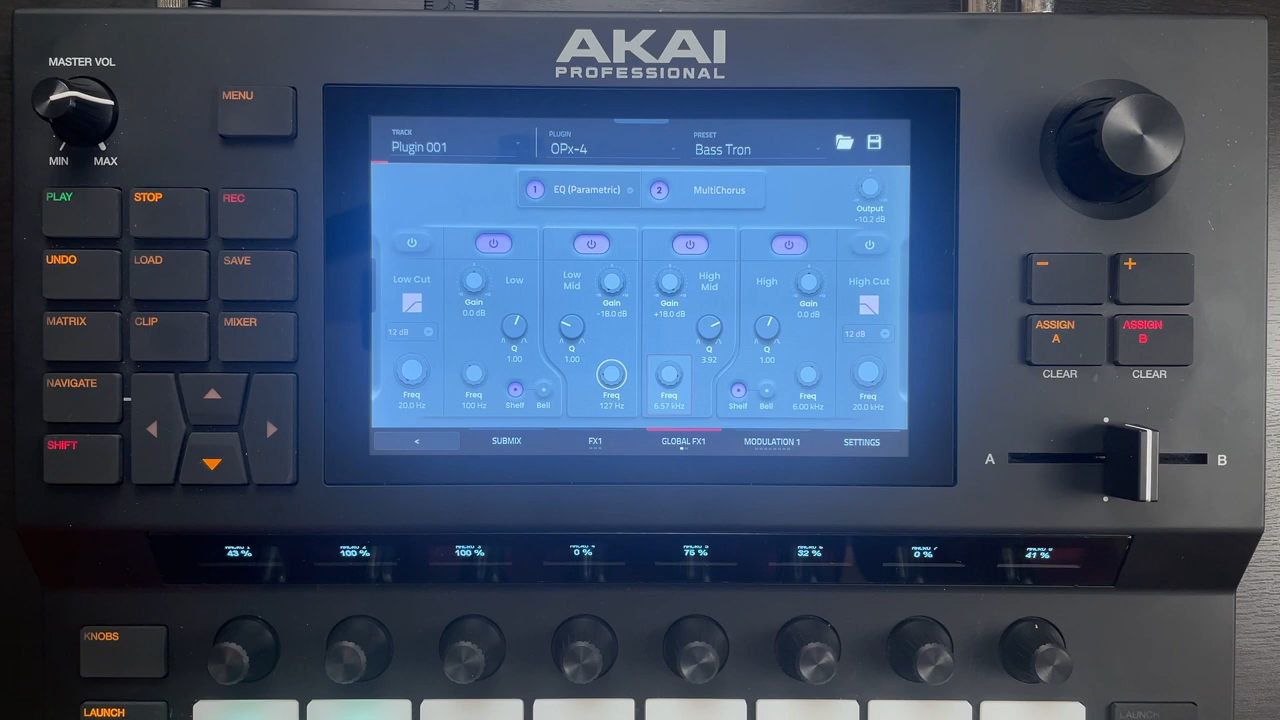 AKAI
PROFESSIONAL
MASTER VOL
MIN MAX
MENU
PLAY STOP REC
UNDO LOAD SAVE
MATRIX CLIP MIXER
NAVIGATE
SHIFT
TRACK PLUGIN PRESET
Plugin 001 OPx-4 Bass Tron
1 EQ (Parametric) 2 MultiChorus
Output
-10.2 dB
Low Cut Low Low Mid High Mid High High Cut
Gain Gain Gain Gain
0.0 dB -18.0 dB +18.0 dB 0.0 dB
12 dB 12 dB
Q Q Q Q
1.00 1.00 3.92 1.00
Freq Freq Shelf Bell Freq Freq Shelf Bell Freq Freq
20.0 Hz 100 Hz 127 Hz 6.57 kHz 6.00 kHz 20.0 kHz
< SUBMIX FX1 GLOBAL FX1 MODULATION 1 SETTINGS
- +
ASSIGN A ASSIGN B
CLEAR CLEAR
A B
43 % 100 % 100 % 0 % 76 % 32 % 0 % 41 %
KNOBS
LAUNCH LAUNCH